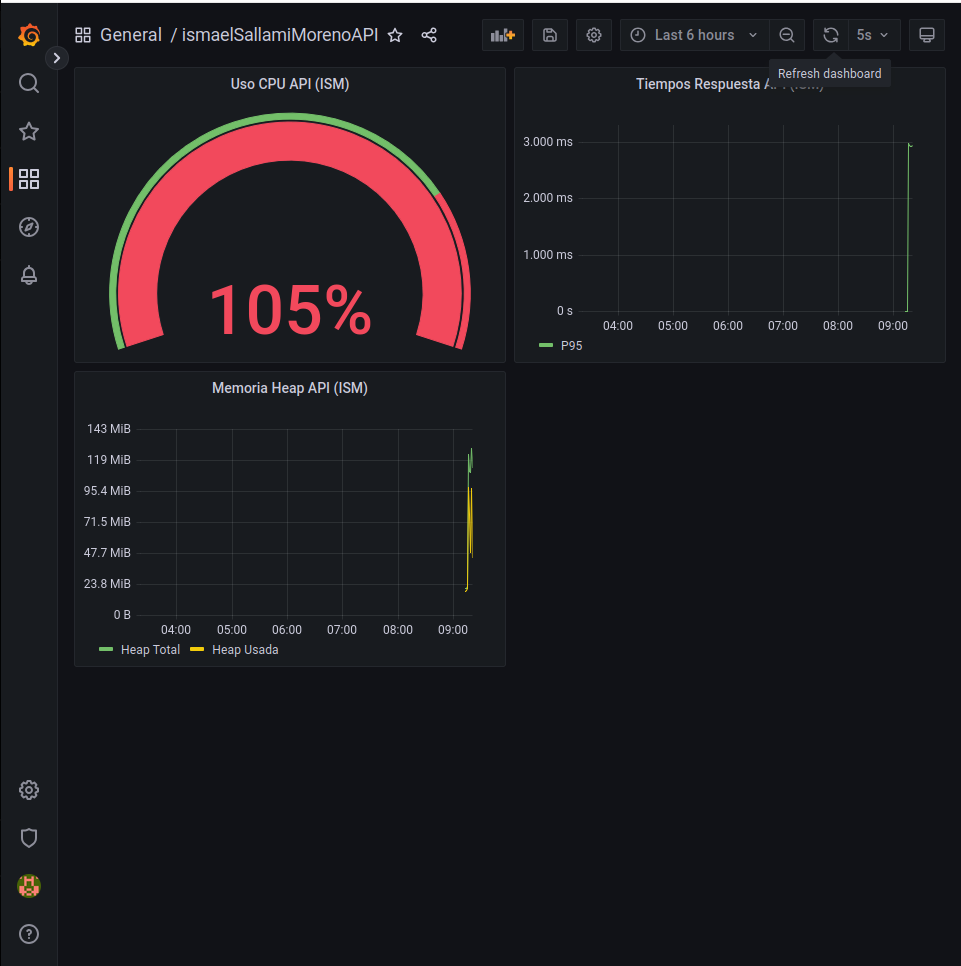 General / ismaelSallamiMorenoAPI
Last 6 hours
5s
Refresh dashboard
Uso CPU API (ISM)
105%
Tiempos Respuesta API (ISM)
3.000 ms
2.000 ms
1.000 ms
0 s
04:00 05:00 06:00 07:00 08:00 09:00
P95
Memoria Heap API (ISM)
143 MiB
119 MiB
95.4 MiB
71.5 MiB
47.7 MiB
23.8 MiB
0 B
04:00 05:00 06:00 07:00 08:00 09:00
Heap Total Heap Usada